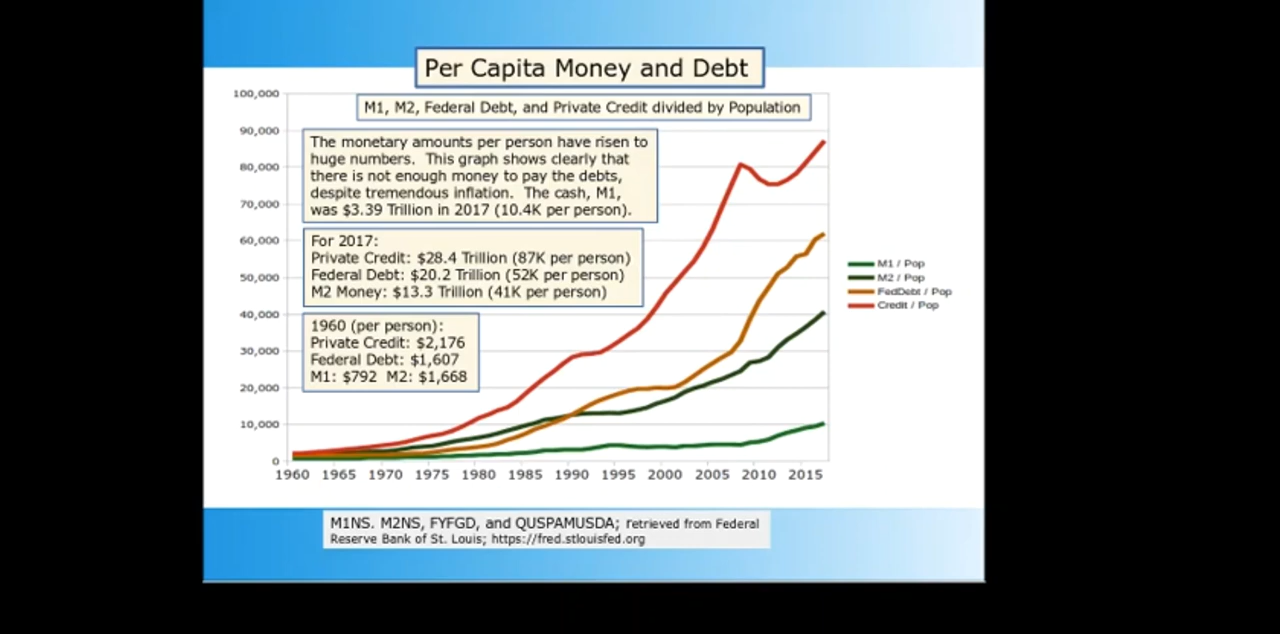 Per Capita Money and Debt
M1, M2, Federal Debt, and Private Credit divided by Population
100,000
90,000
80,000
70,000
60,000
50,000
40,000
30,000
20,000
10,000
0
The monetary amounts per person have risen to
huge numbers.  This graph shows clearly that
there is not enough money to pay the debts,
despite tremendous inflation.  The cash, M1,
was $3.39 Trillion in 2017 (10.4K per person).
For 2017:
Private Credit: $28.4 Trillion (87K per person)
Federal Debt: $20.2 Trillion (52K per person)
M2 Money: $13.3 Trillion (41K per person)
1960 (per person):
Private Credit: $2,176
Federal Debt: $1,607
M1: $792  M2: $1,668
M1 / Pop
M2 / Pop
FedDebt / Pop
Credit / Pop
1960 1965 1970 1975 1980 1985 1990 1995 2000 2005 2010 2015
M1NS. M2NS, FYFGD, and QUSPAMUSDA; retrieved from Federal
Reserve Bank of St. Louis; https://fred.stlouisfed.org